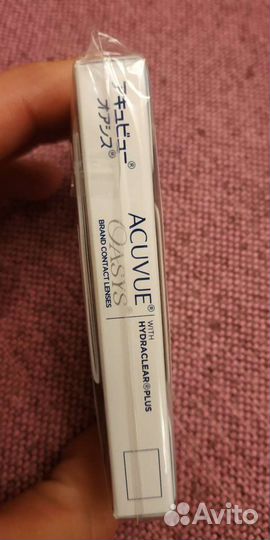 アキュビュー®
オアシス®
ACUVUE®
OASYS®
BRAND CONTACT LENSES
WITH
HYDRACLEAR®PLUS
Avito